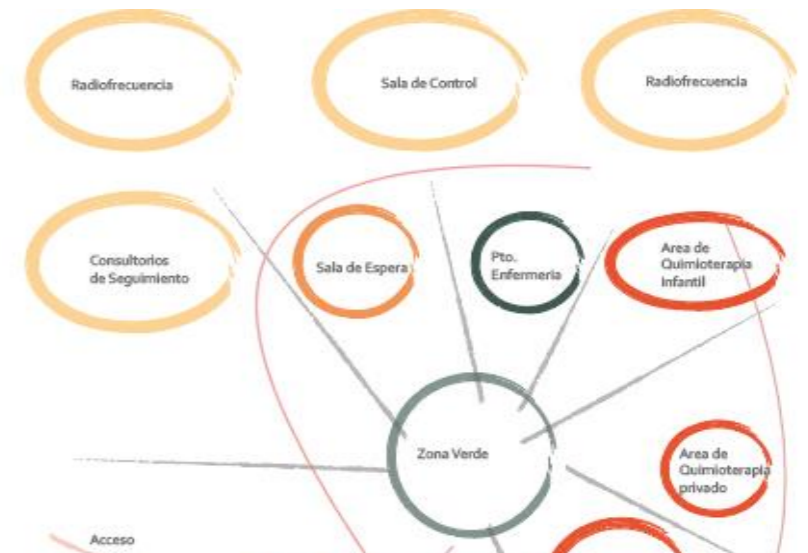 Radiofrecuencia
Sala de Control
Radiofrecuencia
Consultorios
de Seguimiento
Sala de Espera
Pto.
Enfermeria
Area de
Quimioterapia
Infantil
Zona Verde
Area de
Quimioterapia
privado
Acceso